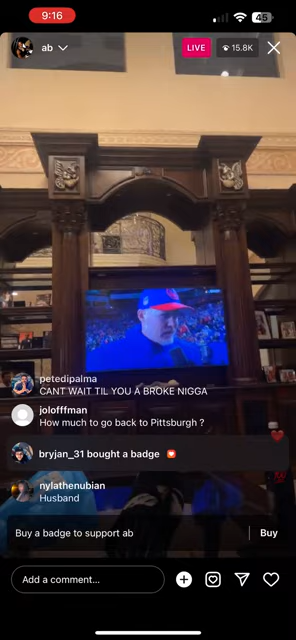 9:16
45
ab
LIVE
15.8K
petedipalma
CANT WAIT TIL YOU A BROKE NIGGA
jolofffman
How much to go back to Pittsburgh ?
bryjan_31 bought a badge
nylathenubian
Husband
Buy a badge to support ab
Buy
Add a comment...